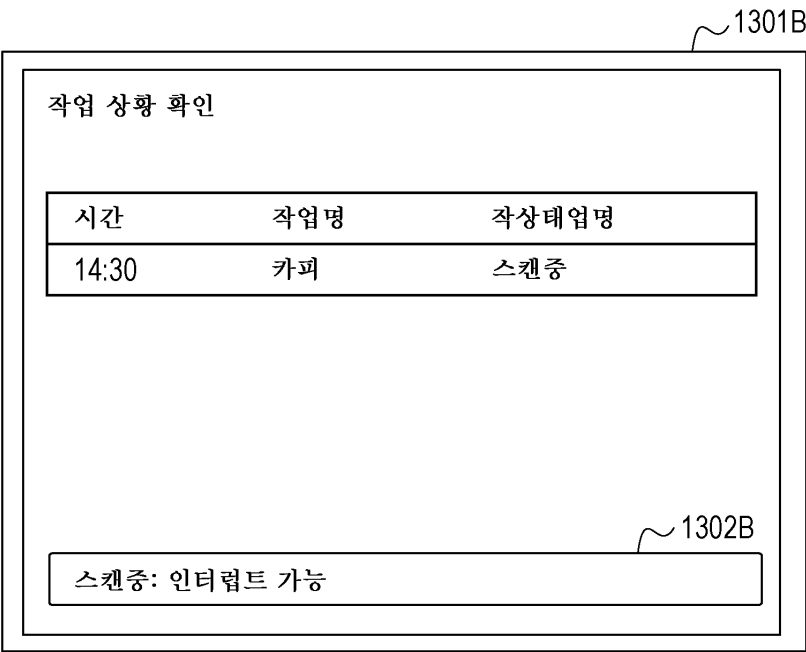 1301B
작업 상황 확인
시간 작업명 작상태업명
14:30 카피 스캔중
1302B
스캔중: 인터럽트 가능